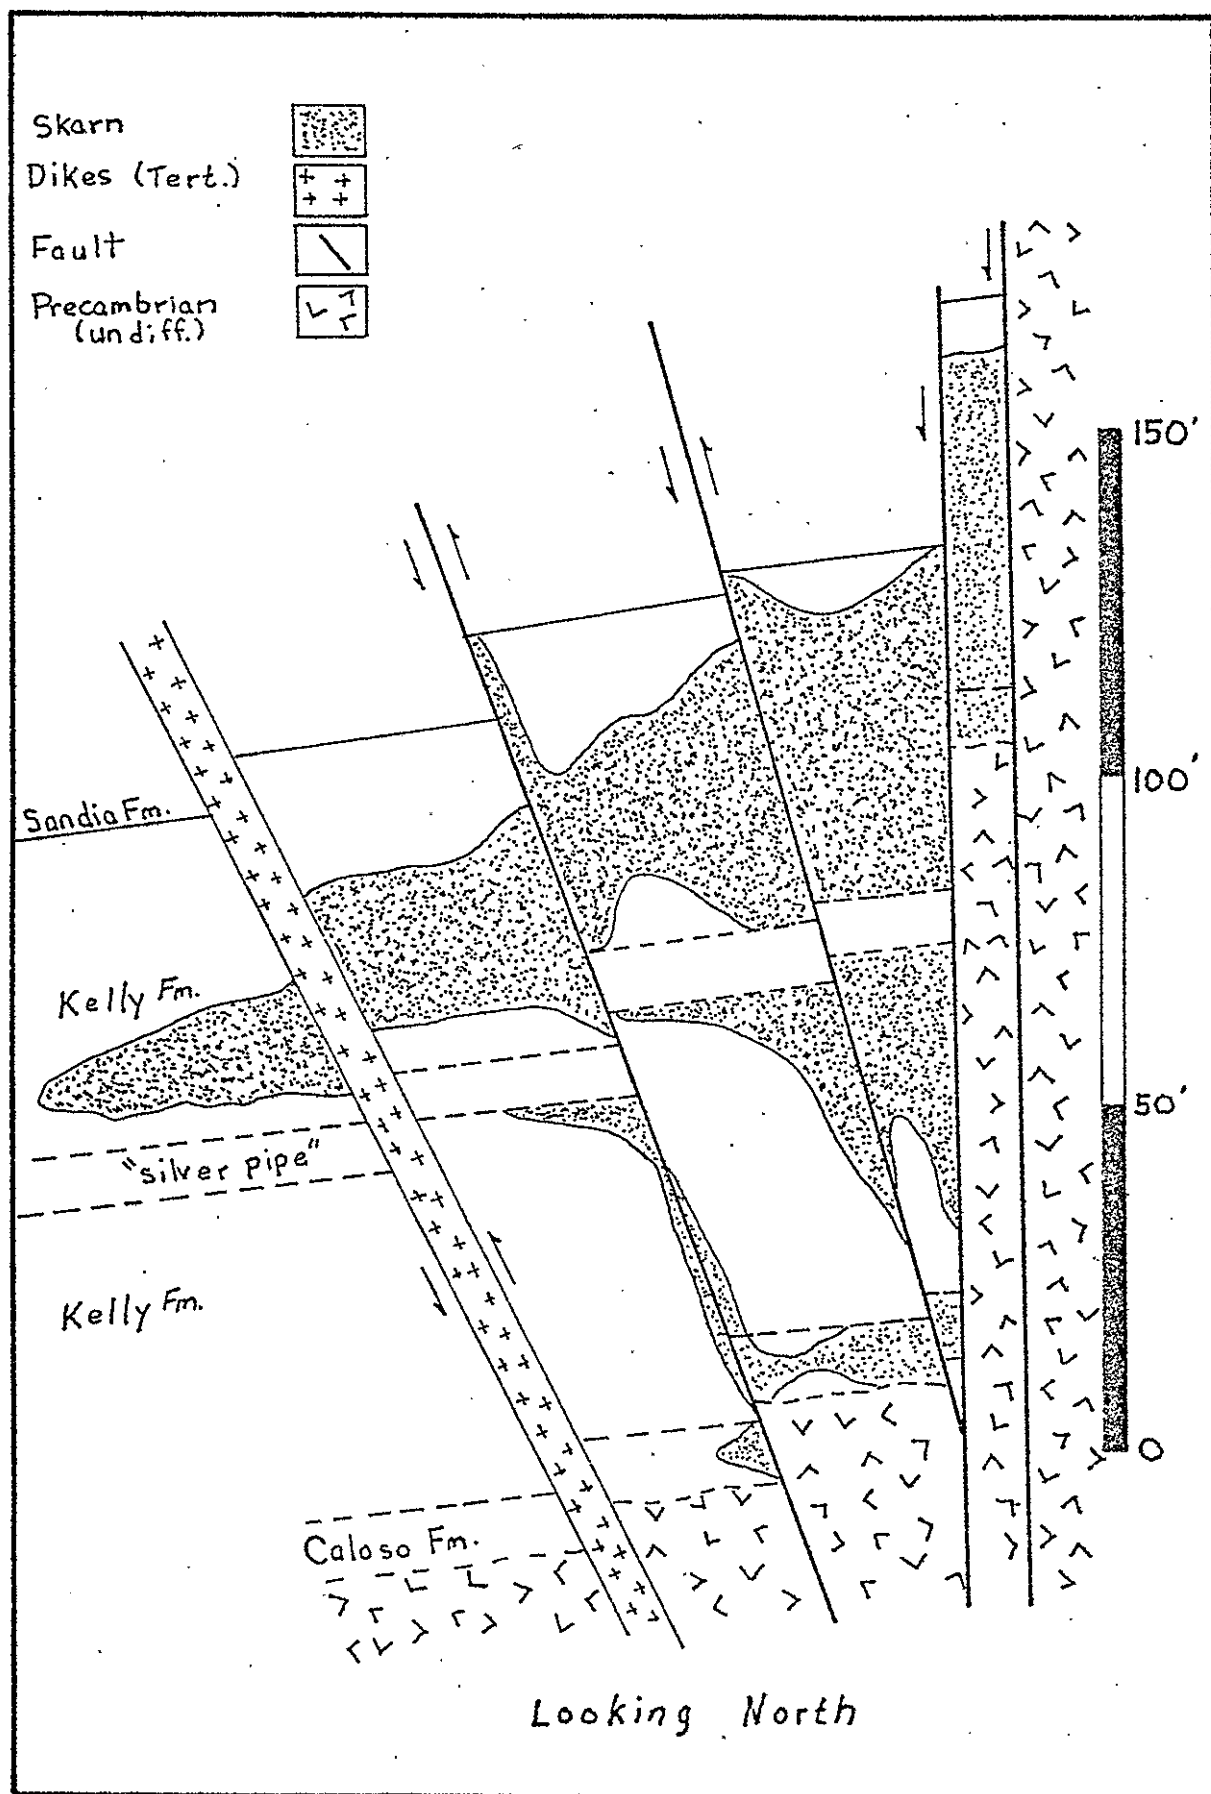 Skarn
Dikes (Tert.)
Fault
Precambrian
(undiff.)
150'
100'
Sandia Fm.
Kelly Fm.
50'
"silver pipe"
Kelly Fm.
0
Caloso Fm.
Looking North